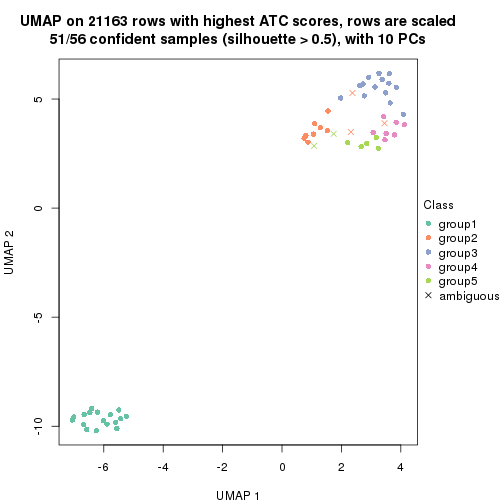 UMAP on 21163 rows with highest ATC scores, rows are scaled
51/56 confident samples (silhouette > 0.5), with 10 PCs
5
0
-5
-10
UMAP 2
-6
-4
-2
0
2
4
UMAP 1
Class
group1
group2
group3
group4
group5
ambiguous